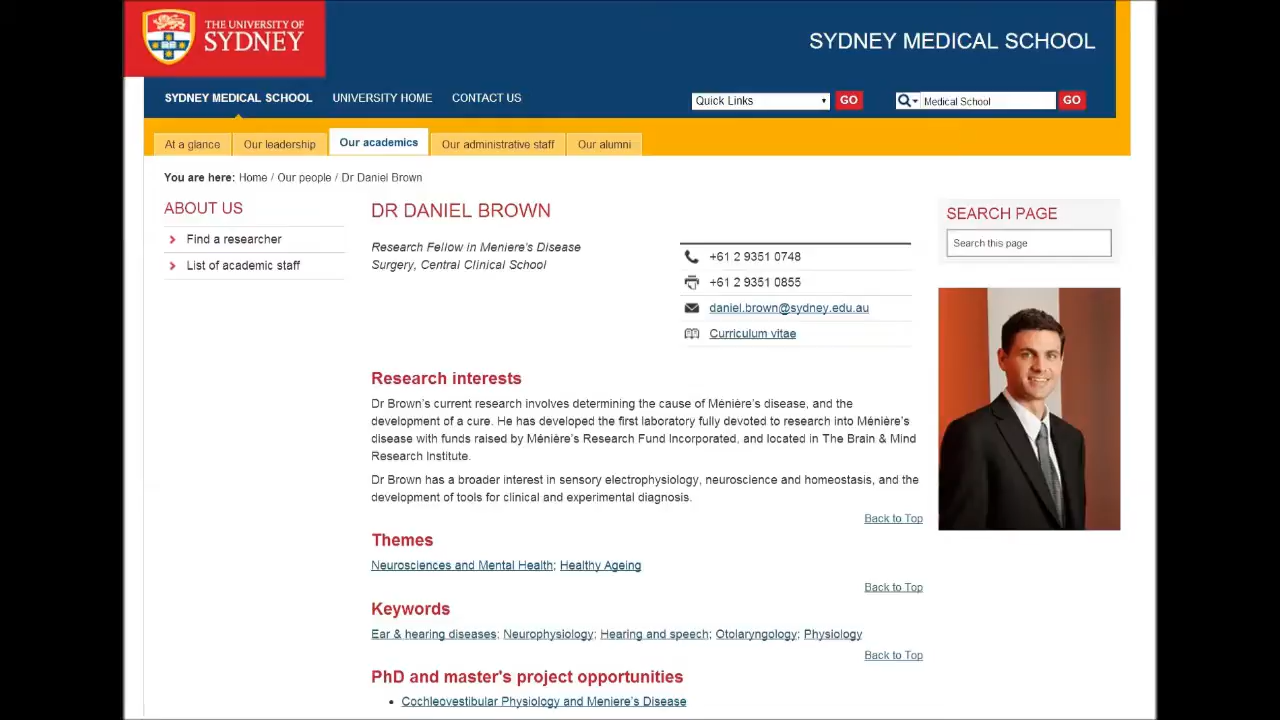 THE UNIVERSITY OF
SYDNEY
SYDNEY MEDICAL SCHOOL
SYDNEY MEDICAL SCHOOL UNIVERSITY HOME CONTACT US Quick Links GO Medical School GO
At a glance Our leadership Our academics Our administrative staff Our alumni
You are here: Home / Our people / Dr Daniel Brown
ABOUT US
Find a researcher
List of academic staff
DR DANIEL BROWN
Research Fellow in Meniere's Disease
Surgery, Central Clinical School
+61 2 9351 0748
+61 2 9351 0855
daniel.brown@sydney.edu.au
Curriculum vitae
SEARCH PAGE
Search this page
Research interests
Dr Brown's current research involves determining the cause of Ménière's disease, and the
development of a cure. He has developed the first laboratory fully devoted to research into Ménière's
disease with funds raised by Ménière's Research Fund Incorporated, and located in The Brain & Mind
Research Institute.
Dr Brown has a broader interest in sensory electrophysiology, neuroscience and homeostasis, and the
development of tools for clinical and experimental diagnosis.
Back to Top
Themes
Neurosciences and Mental Health; Healthy Ageing
Back to Top
Keywords
Ear & hearing diseases; Neurophysiology; Hearing and speech; Otolaryngology; Physiology
Back to Top
PhD and master's project opportunities
• Cochleovestibular Physiology and Meniere's Disease